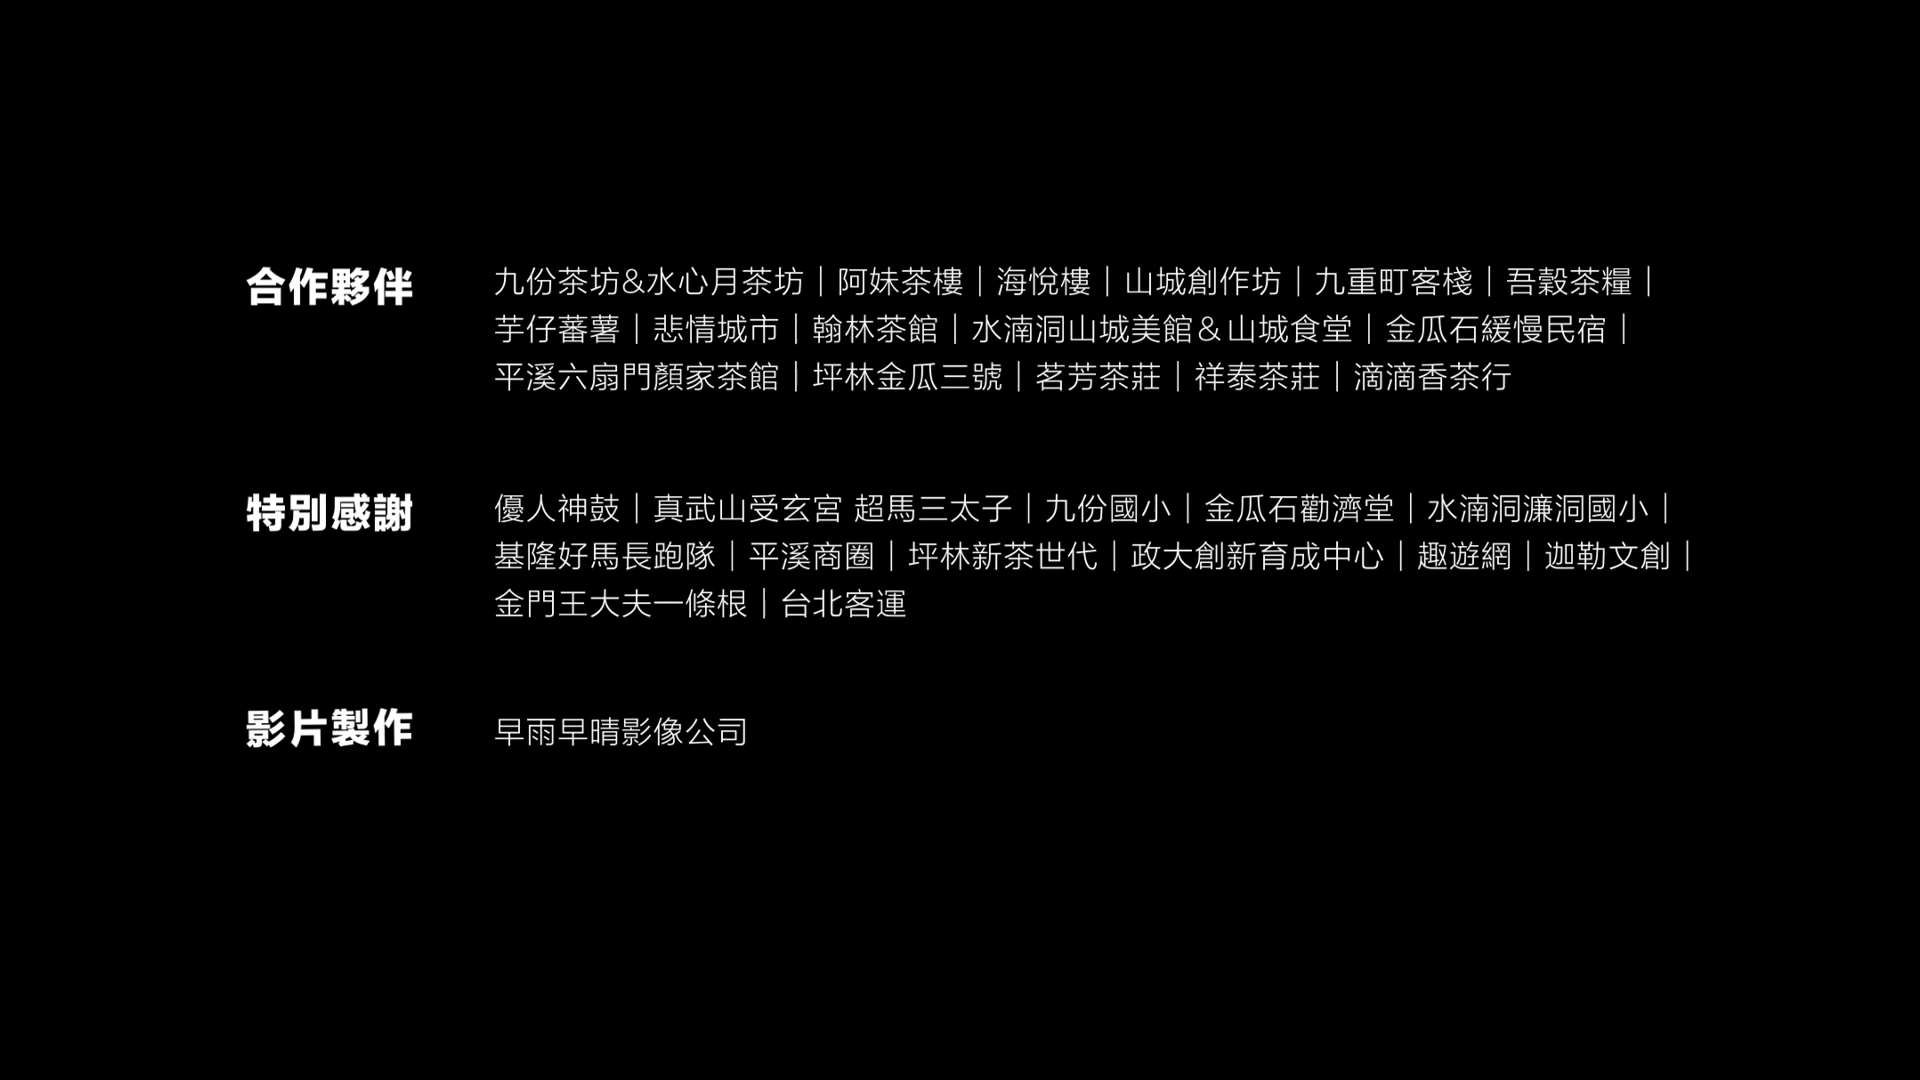 合作夥伴 九份茶坊&水心月茶坊｜阿妹茶樓｜海悅樓｜山城創作坊｜九重町客棧｜吾穀茶糧｜
芋仔蕃薯｜悲情城市｜翰林茶館｜水湳洞山城美館＆山城食堂｜金瓜石緩慢民宿｜
平溪六扇門顏家茶館｜坪林金瓜三號｜茗芳茶莊｜祥泰茶莊｜滴滴香茶行
特別感謝 優人神鼓｜真武山受玄宮 超馬三太子｜九份國小｜金瓜石勸濟堂｜水湳洞濂洞國小｜
基隆好馬長跑隊｜平溪商圈｜坪林新茶世代｜政大創新育成中心｜趣遊網｜迦勒文創｜
金門王大夫一條根｜台北客運
影片製作 早雨早晴影像公司